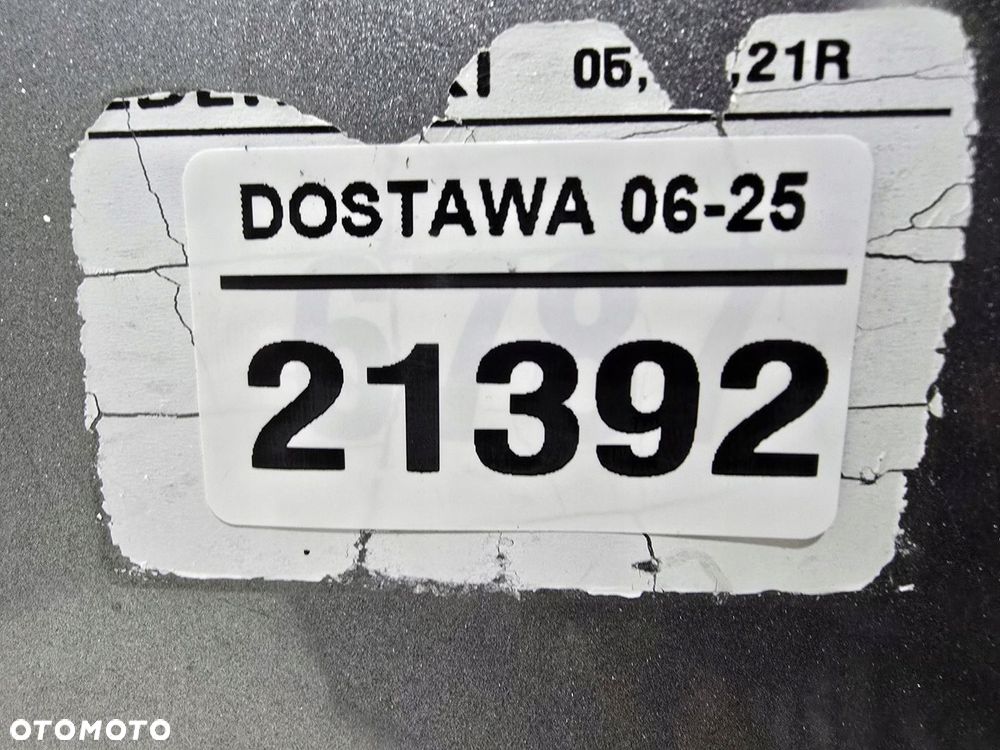 05, ,21R
DOSTAWA 06-25
21392
OTOMOTO